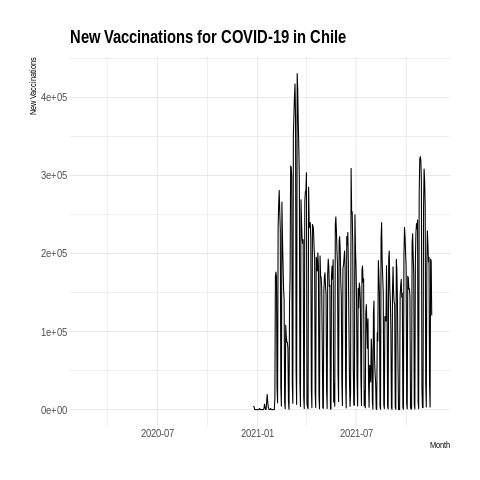 New Vaccinations for COVID-19 in Chile
New Vaccinations
4e+05
3e+05
2e+05
1e+05
0e+00
2020-07 2021-01 2021-07
Month